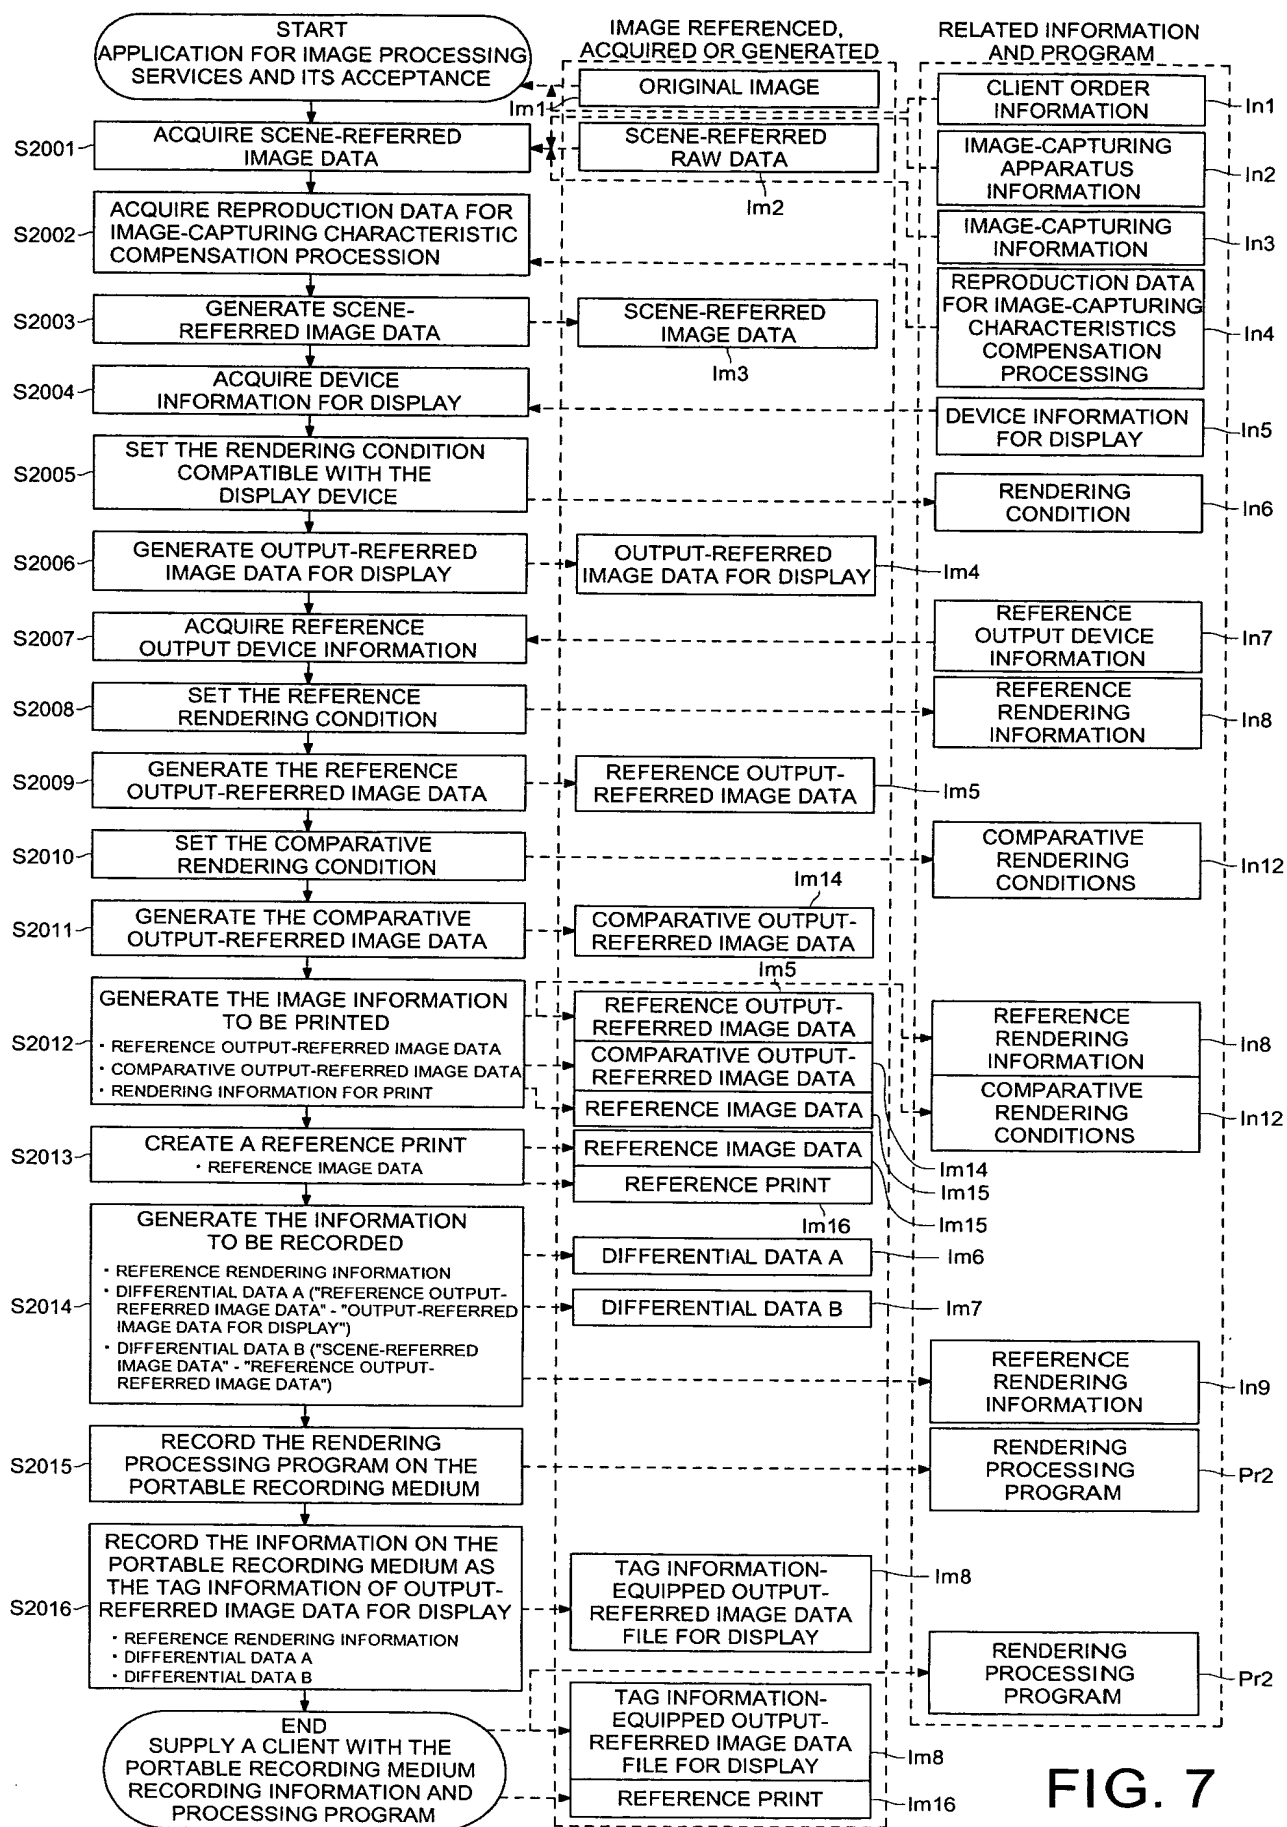 START
APPLICATION FOR IMAGE PROCESSING
SERVICES AND ITS ACCEPTANCE
IMAGE REFERENCED,
ACQUIRED OR GENERATED
RELATED INFORMATION
AND PROGRAM
ORIGINAL IMAGE
Im1
CLIENT ORDER
INFORMATION
In1
S2001
ACQUIRE SCENE-REFERRED
IMAGE DATA
SCENE-REFERRED
RAW DATA
Im2
IMAGE-CAPTURING
APPARATUS
INFORMATION
In2
S2002
ACQUIRE REPRODUCTION DATA FOR
IMAGE-CAPTURING CHARACTERISTIC
COMPENSATION PROCESSION
IMAGE-CAPTURING
INFORMATION
In3
S2003
GENERATE SCENE-
REFERRED IMAGE DATA
SCENE-REFERRED
IMAGE DATA
Im3
REPRODUCTION DATA
FOR IMAGE-CAPTURING
CHARACTERISTICS
COMPENSATION
PROCESSING
In4
S2004
ACQUIRE DEVICE
INFORMATION FOR DISPLAY
DEVICE INFORMATION
FOR DISPLAY
In5
S2005
SET THE RENDERING CONDITION
COMPATIBLE WITH THE
DISPLAY DEVICE
RENDERING
CONDITION
In6
S2006
GENERATE OUTPUT-REFERRED
IMAGE DATA FOR DISPLAY
OUTPUT-REFERRED
IMAGE DATA FOR DISPLAY
Im4
S2007
ACQUIRE REFERENCE
OUTPUT DEVICE INFORMATION
REFERENCE
OUTPUT DEVICE
INFORMATION
In7
S2008
SET THE REFERENCE
RENDERING CONDITION
REFERENCE
RENDERING
INFORMATION
In8
S2009
GENERATE THE REFERENCE
OUTPUT-REFERRED IMAGE DATA
REFERENCE OUTPUT-
REFERRED IMAGE DATA
Im5
S2010
SET THE COMPARATIVE
RENDERING CONDITION
COMPARATIVE
RENDERING
CONDITIONS
In12
S2011
GENERATE THE COMPARATIVE
OUTPUT-REFERRED IMAGE DATA
Im14
COMPARATIVE OUTPUT-
REFERRED IMAGE DATA
S2012
GENERATE THE IMAGE INFORMATION
TO BE PRINTED
· REFERENCE OUTPUT-REFERRED IMAGE DATA
· COMPARATIVE OUTPUT-REFERRED IMAGE DATA
· RENDERING INFORMATION FOR PRINT
Im5
REFERENCE OUTPUT-
REFERRED IMAGE DATA
COMPARATIVE OUTPUT-
REFERRED IMAGE DATA
REFERENCE IMAGE DATA
REFERENCE
RENDERING
INFORMATION
In8
COMPARATIVE
RENDERING
CONDITIONS
In12
S2013
CREATE A REFERENCE PRINT
· REFERENCE IMAGE DATA
REFERENCE IMAGE DATA
REFERENCE PRINT
Im14
Im15
Im15
Im16
S2014
GENERATE THE INFORMATION
TO BE RECORDED
· REFERENCE RENDERING INFORMATION
· DIFFERENTIAL DATA A ("REFERENCE OUTPUT-
REFERRED IMAGE DATA" - "OUTPUT-REFERRED
IMAGE DATA FOR DISPLAY")
· DIFFERENTIAL DATA B ("SCENE-REFERRED
IMAGE DATA" - "REFERENCE OUTPUT-
REFERRED IMAGE DATA")
DIFFERENTIAL DATA A
Im6
DIFFERENTIAL DATA B
Im7
REFERENCE
RENDERING
INFORMATION
In9
S2015
RECORD THE RENDERING
PROCESSING PROGRAM ON THE
PORTABLE RECORDING MEDIUM
RENDERING
PROCESSING
PROGRAM
Pr2
S2016
RECORD THE INFORMATION ON THE
PORTABLE RECORDING MEDIUM AS
THE TAG INFORMATION OF OUTPUT-
REFERRED IMAGE DATA FOR DISPLAY
· REFERENCE RENDERING INFORMATION
· DIFFERENTIAL DATA A
· DIFFERENTIAL DATA B
TAG INFORMATION-
EQUIPPED OUTPUT-
REFERRED IMAGE DATA
FILE FOR DISPLAY
Im8
RENDERING
PROCESSING
PROGRAM
Pr2
END
SUPPLY A CLIENT WITH THE
PORTABLE RECORDING MEDIUM
RECORDING INFORMATION AND
PROCESSING PROGRAM
TAG INFORMATION-
EQUIPPED OUTPUT-
REFERRED IMAGE DATA
FILE FOR DISPLAY
Im8
REFERENCE PRINT
Im16
FIG. 7